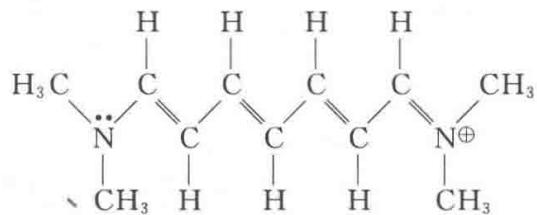 H H H H
H₃C C C C C CH₃
N̈ C C C N⊕
CH₃ H H H CH₃